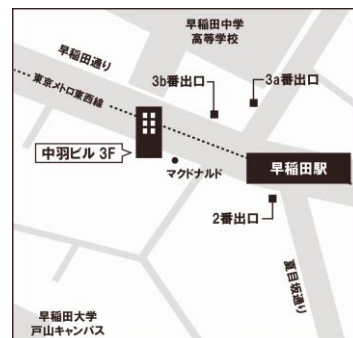 早稲田中学
高等学校
早稲田通り
東京メトロ東西線
3b番出口
3a番出口
中羽ビル 3F
マクドナルド
早稲田駅
2番出口
夏目坂通り
早稲田大学
戸山キャンパス